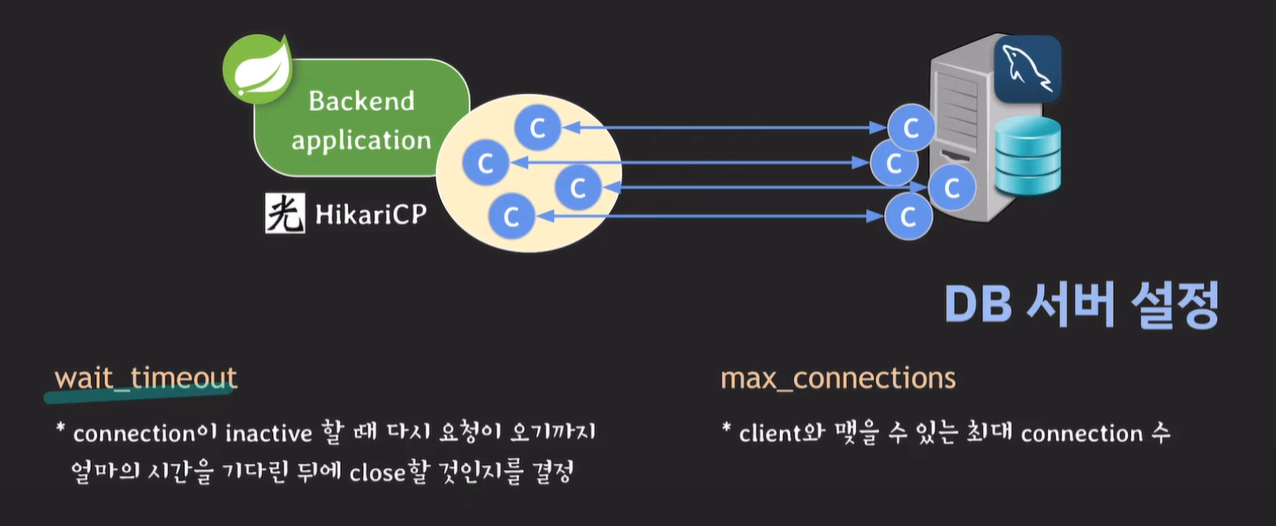 Backend
application
光 HikariCP
C
C
C
C
C
C
C
C
DB 서버 설정
wait_timeout
* connection이 inactive 할 때 다시 요청이 오기까지
얼마의 시간을 기다린 뒤에 close할 것인지를 결정
max_connections
* client와 맺을 수 있는 최대 connection 수